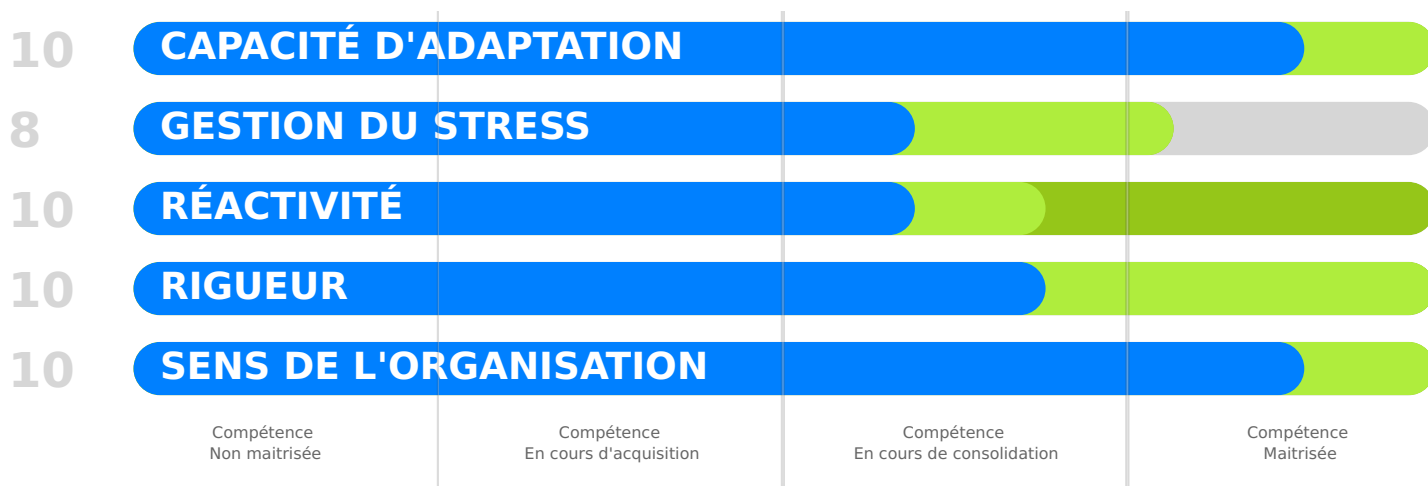 10 CAPACITÉ D'ADAPTATION
8 GESTION DU STRESS
10 RÉACTIVITÉ
10 RIGUEUR
10 SENS DE L'ORGANISATION
Compétence Compétence Compétence Compétence
Non maitrisée En cours d'acquisition En cours de consolidation Maitrisée